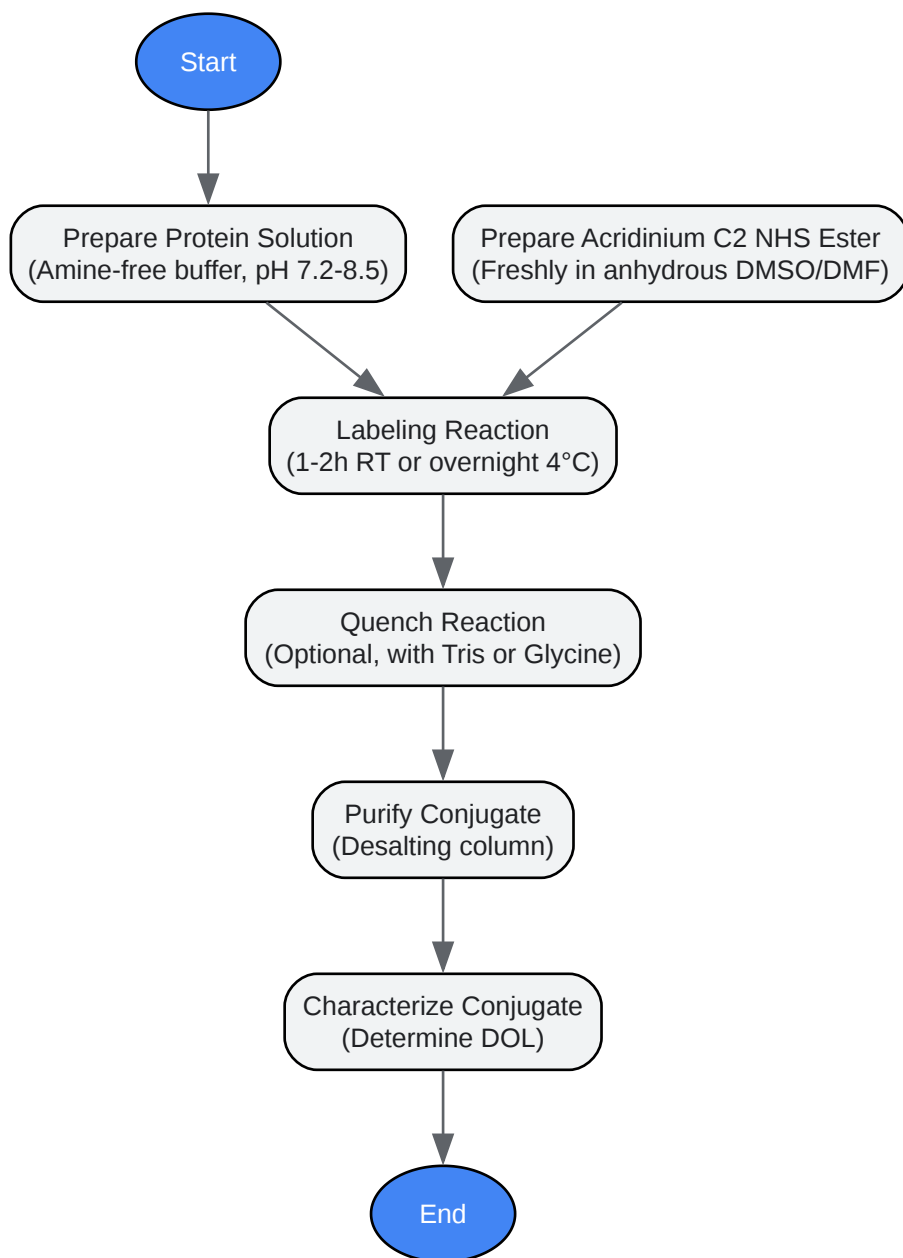 Start
Prepare Protein Solution
(Amine-free buffer, pH 7.2-8.5)
Prepare Acridinium C2 NHS Ester
(Freshly in anhydrous DMSO/DMF)
Labeling Reaction
(1-2h RT or overnight 4°C)
Quench Reaction
(Optional, with Tris or Glycine)
Purify Conjugate
(Desalting column)
Characterize Conjugate
(Determine DOL)
End